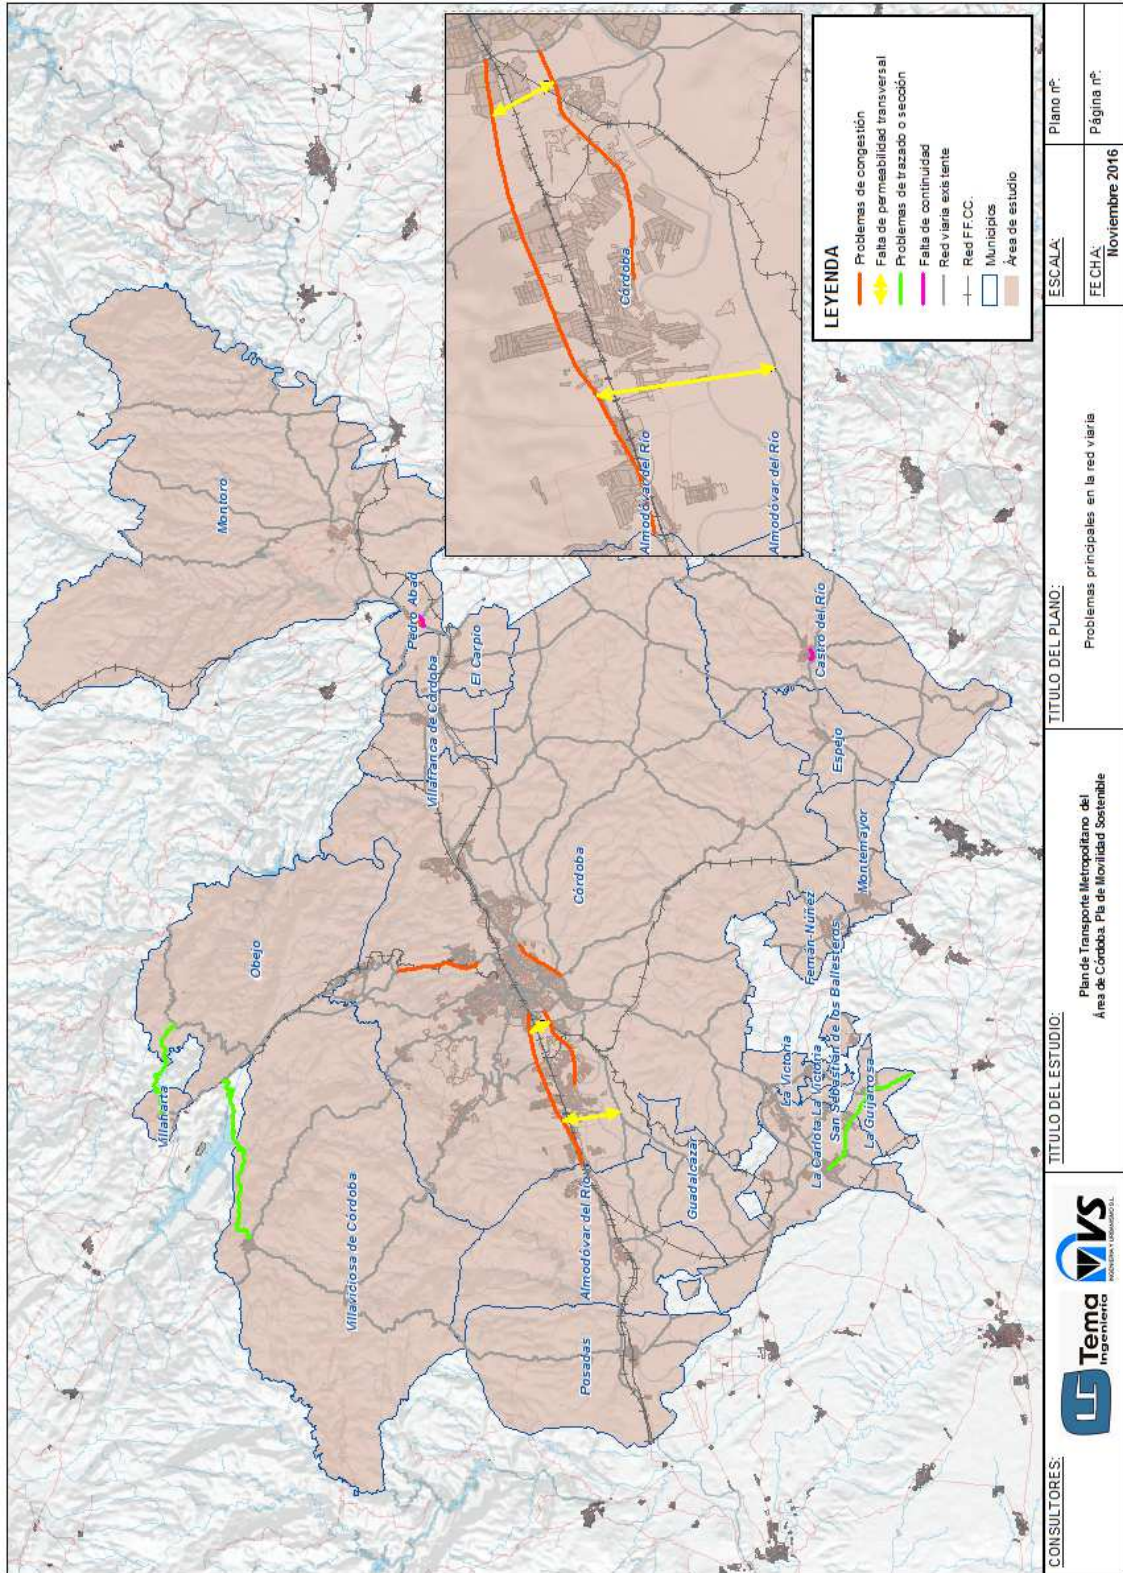 Montoro
Pedro Abad
El Carpio
Villafranca de Córdoba
Obejo
Villaharta
Villaviciosa de Córdoba
Córdoba
Castro del Río
Espejo
Montemayor
Fernán-Núñez
San Sebastián de los Ballesteros
La Victoria
La Carlota
La Victoria
La Guijarrosa
Guadalcázar
Almodóvar del Río
Posadas
Córdoba
Almodóvar del Río
Almodóvar del Río
LEYENDA
Problemas de congestión
Falta de permeabilidad transversal
Problemas de trazado o sección
Falta de continuidad
Red viaria existente
Red FF.CC.
Municipios
Área de estudio
CONSULTORES:
Tema
Ingeniería
VS
INGENIERIA Y URBANISMO S.L.
TITULO DEL ESTUDIO:
Plan de Transporte Metropolitano del
Área de Córdoba. Pla de Movilidad Sostenible
TITULO DEL PLANO:
Problemas principales en la red viaria
ESCALA:
FECHA:
Noviembre 2016
Plano nº:
Página nº: